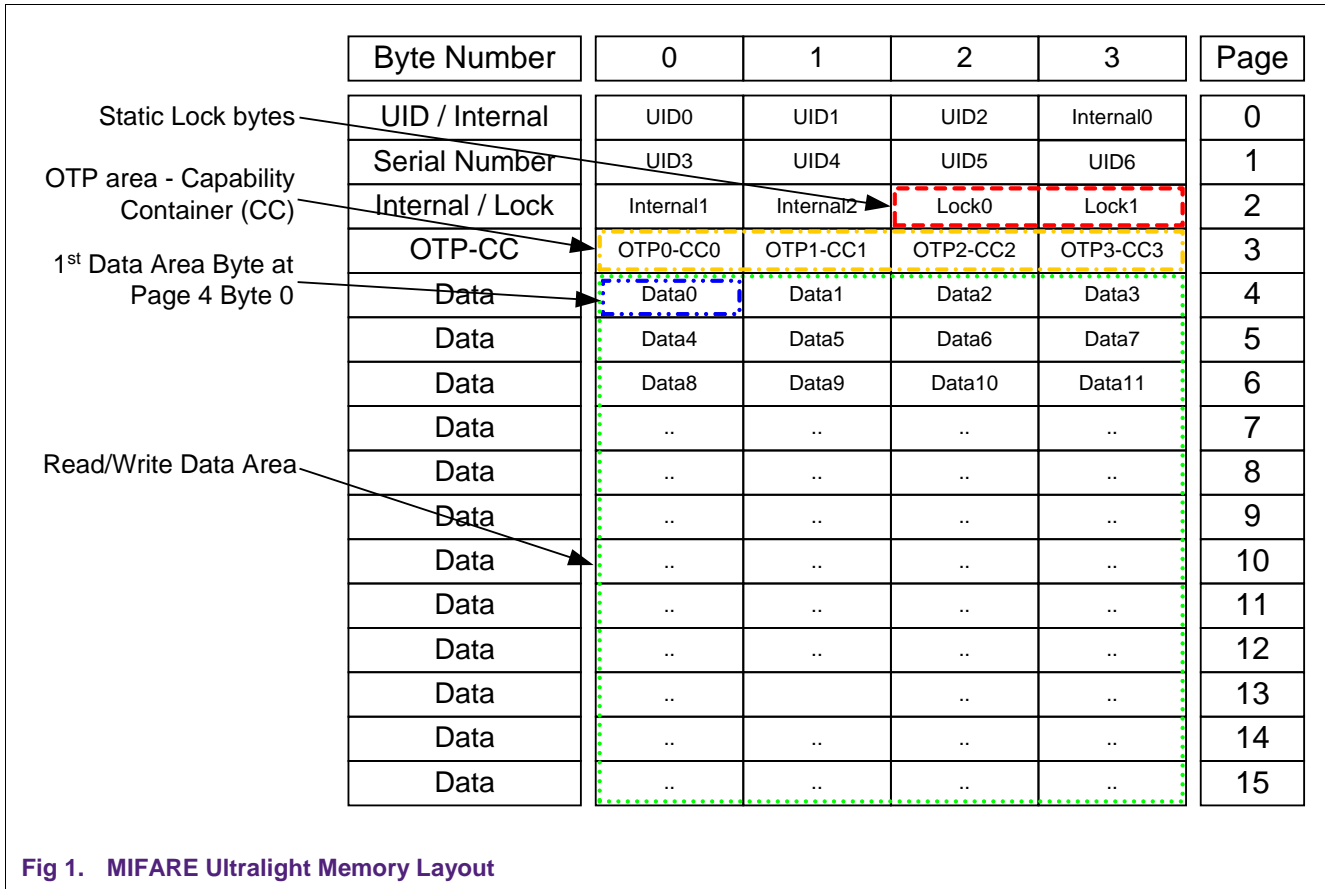 Byte Number 0 1 2 3 Page
Static Lock bytes
UID / Internal UID0 UID1 UID2 Internal0 0
Serial Number UID3 UID4 UID5 UID6 1
OTP area - Capability
Container (CC)
Internal / Lock Internal1 Internal2 Lock0 Lock1 2
OTP-CC OTP0-CC0 OTP1-CC1 OTP2-CC2 OTP3-CC3 3
1st Data Area Byte at
Page 4 Byte 0
Data Data0 Data1 Data2 Data3 4
Data Data4 Data5 Data6 Data7 5
Data Data8 Data9 Data10 Data11 6
Data .. .. .. .. 7
Read/Write Data Area
Data .. .. .. .. 8
Data .. .. .. .. 9
Data .. .. .. .. 10
Data .. .. .. .. 11
Data .. .. .. .. 12
Data .. .. .. .. 13
Data .. .. .. .. 14
Data .. .. .. .. 15
Fig 1. MIFARE Ultralight Memory Layout